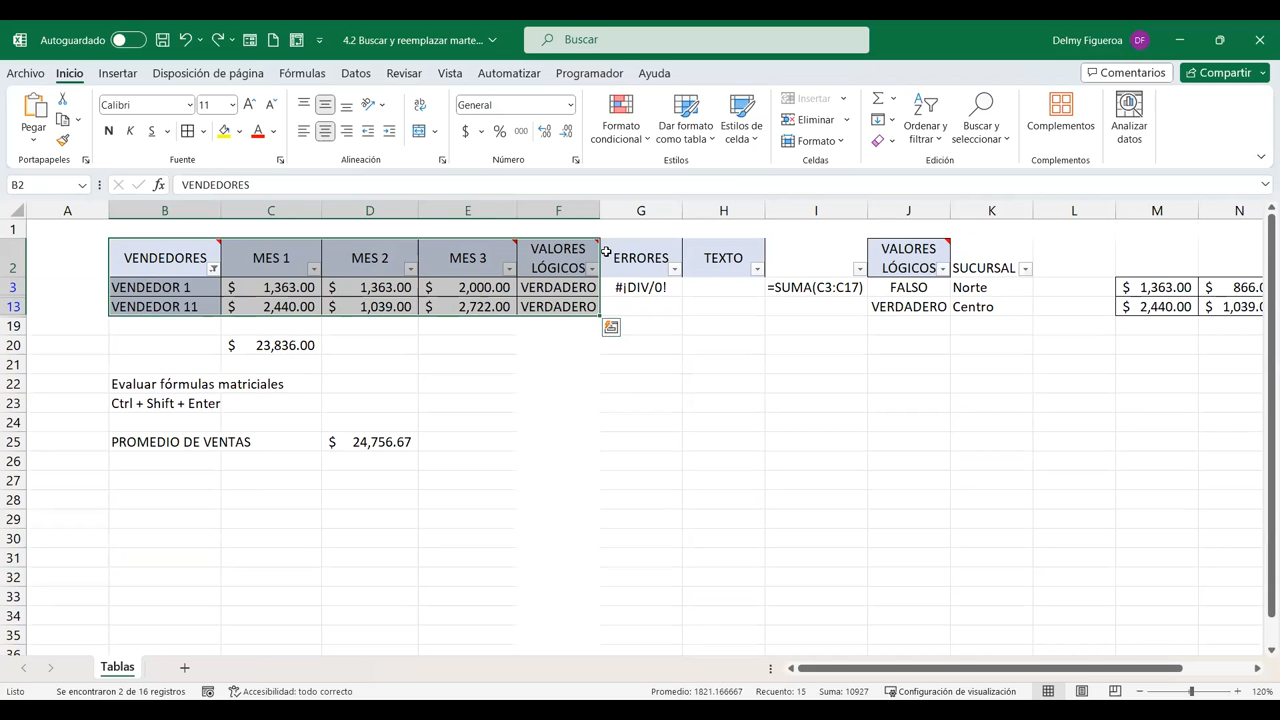 Autoguardado
4.2 Buscar y reemplazar marte...
Buscar
Delmy Figueroa DF
Archivo Inicio Insertar Disposición de página Fórmulas Datos Revisar Vista Automatizar Programador Ayuda
Comentarios Compartir
Pegar
Calibri 11
N K S
General
$ % 000
Formato condicional
Dar formato como tabla
Estilos de celda
Insertar
Eliminar
Formato
Ordenar y filtrar
Buscar y seleccionar
Complementos
Analizar datos
Portapapeles Fuente Alineación Número Estilos Celdas Edición Complementos
B2 fx VENDEDORES
A B C D E F G H I J K L M N
1
2 VENDEDORES MES 1 MES 2 MES 3 VALORES LÓGICOS ERRORES TEXTO VALORES LÓGICOS SUCURSAL
3 VENDEDOR 1 $ 1,363.00 $ 1,363.00 $ 2,000.00 VERDADERO #¡DIV/0! =SUMA(C3:C17) FALSO Norte $ 1,363.00 $ 866.0
13 VENDEDOR 11 $ 2,440.00 $ 1,039.00 $ 2,722.00 VERDADERO VERDADERO Centro $ 2,440.00 $ 1,039.0
19
20 $ 23,836.00
21
22 Evaluar fórmulas matriciales
23 Ctrl + Shift + Enter
24
25 PROMEDIO DE VENTAS $ 24,756.67
26
27
28
29
30
31
32
33
34
35
36
Tablas
Listo Se encontraron 2 de 16 registros Accesibilidad: todo correcto Promedio: 1821.166667 Recuento: 15 Suma: 10927 Configuración de visualización 120%